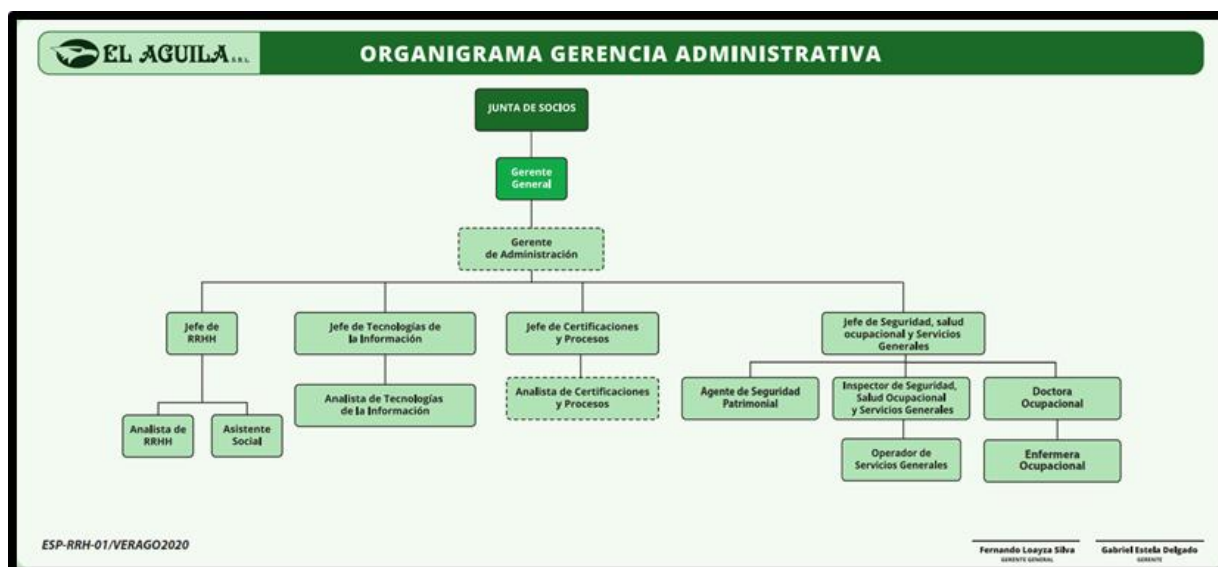 EL AGUILA S.R.L.
ORGANIGRAMA GERENCIA ADMINISTRATIVA
JUNTA DE SOCIOS
Gerente
General
Gerente
de Administración
Jefe de
RRHH
Jefe de Tecnologías de
la Información
Jefe de Certificaciones
y Procesos
Jefe de Seguridad, salud
ocupacional y Servicios
Generales
Analista de RRHH
Asistente
Social
Analista de Tecnologías
de la Información
Analista de Certificaciones
y Procesos
Agente de Seguridad
Patrimonial
Inspector de Seguridad,
Salud Ocupacional
y Servicios Generales
Doctora
Ocupacional
Operador de
Servicios Generales
Enfermera
Ocupacional
ESP-RRH-01/VERAGO2020
Fernando Loayza Silva
GERENTE GENERAL
Gabriel Estela Delgado
GERENTE